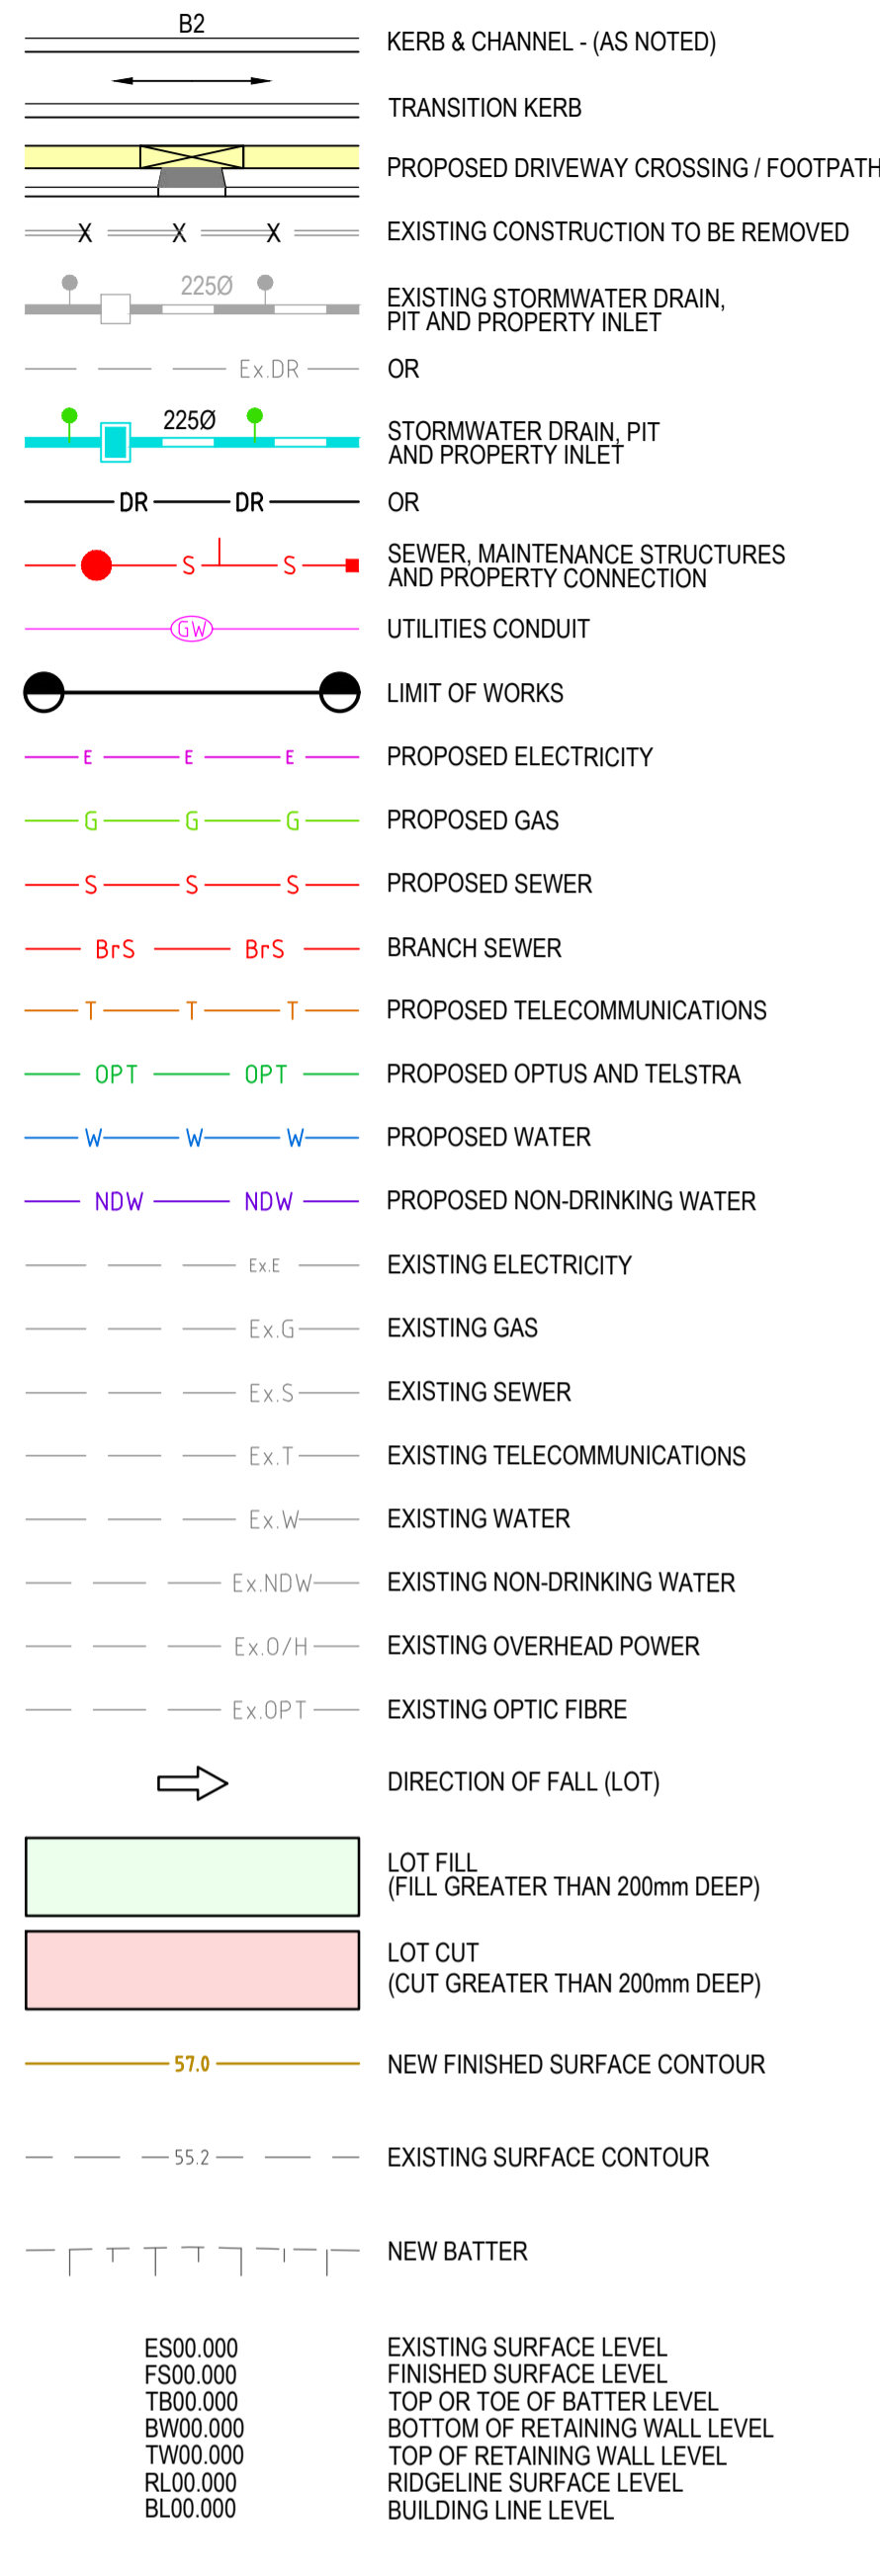 B2
KERB & CHANNEL - (AS NOTED)
TRANSITION KERB
PROPOSED DRIVEWAY CROSSING / FOOTPATH
X X X EXISTING CONSTRUCTION TO BE REMOVED
225Ø
EXISTING STORMWATER DRAIN,
PIT AND PROPERTY INLET
Ex.DR OR
225Ø
STORMWATER DRAIN, PIT
AND PROPERTY INLET
DR DR OR
S S
SEWER, MAINTENANCE STRUCTURES
AND PROPERTY CONNECTION
GW UTILITIES CONDUIT
LIMIT OF WORKS
E E E PROPOSED ELECTRICITY
G G G PROPOSED GAS
S S S PROPOSED SEWER
BrS BrS BRANCH SEWER
T T T PROPOSED TELECOMMUNICATIONS
OPT OPT PROPOSED OPTUS AND TELSTRA
W W W PROPOSED WATER
NDW NDW PROPOSED NON-DRINKING WATER
Ex.E EXISTING ELECTRICITY
Ex.G EXISTING GAS
Ex.S EXISTING SEWER
Ex.T EXISTING TELECOMMUNICATIONS
Ex.W EXISTING WATER
Ex.NDW EXISTING NON-DRINKING WATER
Ex.O/H EXISTING OVERHEAD POWER
Ex.OPT EXISTING OPTIC FIBRE
DIRECTION OF FALL (LOT)
LOT FILL
(FILL GREATER THAN 200mm DEEP)
LOT CUT
(CUT GREATER THAN 200mm DEEP)
57.0 NEW FINISHED SURFACE CONTOUR
55.2 EXISTING SURFACE CONTOUR
NEW BATTER
ES00.000 EXISTING SURFACE LEVEL
FS00.000 FINISHED SURFACE LEVEL
TB00.000 TOP OR TOE OF BATTER LEVEL
BW00.000 BOTTOM OF RETAINING WALL LEVEL
TW00.000 TOP OF RETAINING WALL LEVEL
RL00.000 RIDGELINE SURFACE LEVEL
BL00.000 BUILDING LINE LEVEL